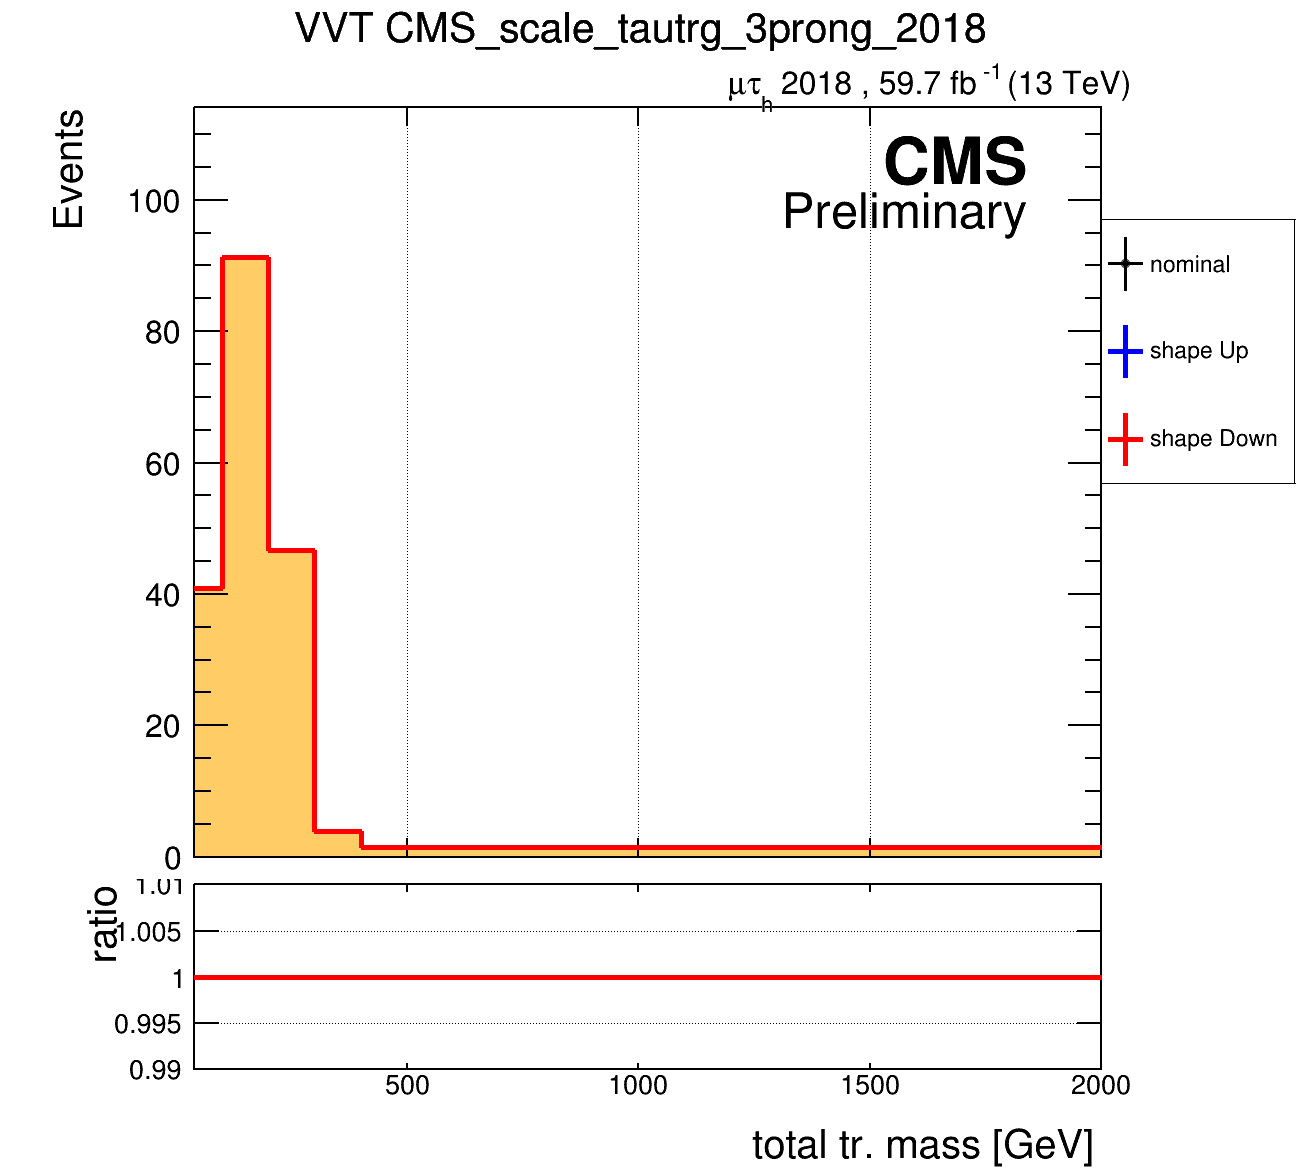 VVT CMS_scale_tautrg_3prong_2018
μτh 2018 , 59.7 fb-1 (13 TeV)
Events
CMS
Preliminary
100
80
60
40
20
0
nominal
shape Up
shape Down
ratio
1.01
1.005
1
0.995
0.99
500 1000 1500 2000
total tr. mass [GeV]